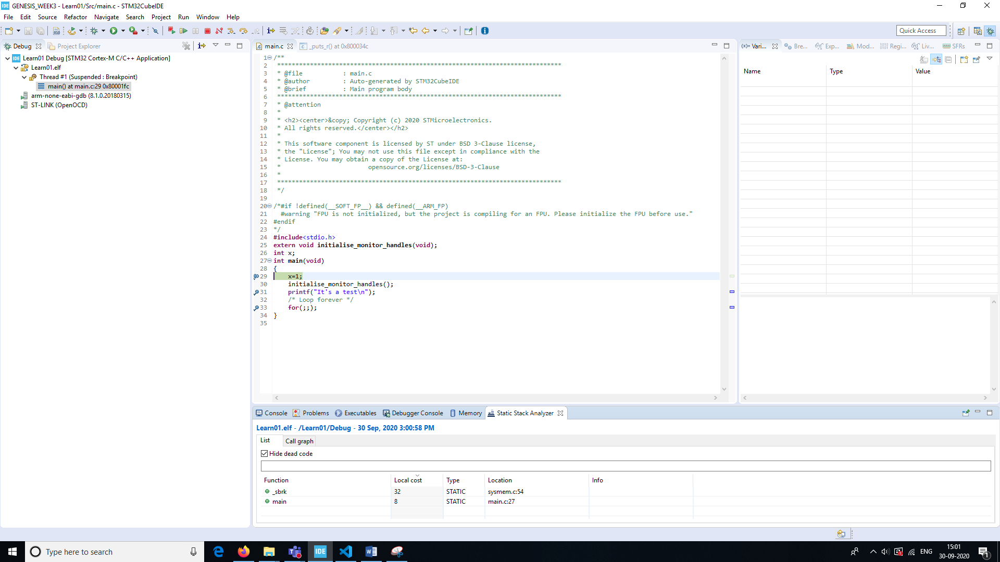 IDE GENESIS_WEEK3 - Learn01/Src/main.c - STM32CubeIDE
File Edit Source Refactor Navigate Search Project Run Window Help
Quick Access
Debug Project Explorer
IDE Learn01 Debug [STM32 Cortex-M C/C++ Application]
Learn01.elf
Thread #1 (Suspended : Breakpoint)
main() at main.c:29 0x80001fc
arm-none-eabi-gdb (8.1.0.20180315)
ST-LINK (OpenOCD)
main.c _puts_r() at 0x800034c
1 /**
2 ******************************************************************************
3 * @file           : main.c
4 * @author         : Auto-generated by STM32CubeIDE
5 * @brief          : Main program body
6 ******************************************************************************
7 * @attention
8 *
9 * <h2><center>&copy; Copyright (c) 2020 STMicroelectronics.
10 * All rights reserved.</center></h2>
11 *
12 * This software component is licensed by ST under BSD 3-Clause license,
13 * the "License"; You may not use this file except in compliance with the
14 * License. You may obtain a copy of the License at:
15 *                        opensource.org/licenses/BSD-3-Clause
16 *
17 ******************************************************************************
18 */
19
20 /*#if !defined(__SOFT_FP__) && defined(__ARM_FP)
21 #warning "FPU is not initialized, but the project is compiling for an FPU. Please initialize the FPU before use."
22 #endif
23 */
24 #include<stdio.h>
25 extern void initialise_monitor_handles(void);
26 int x;
27 int main(void)
28 {
29 x=1;
30 initialise_monitor_handles();
31 printf("It's a test\n");
32 /* Loop forever */
33 for(;;);
34 }
35
(x)= Vari... Bre... Exp... Mod... Regi... Liv... SFRs
Name Type Value
Console Problems Executables Debugger Console Memory Static Stack Analyzer
Learn01.elf - /Learn01/Debug - 30 Sep, 2020 3:00:58 PM
List Call graph
Hide dead code
Function Local cost Type Location Info
_sbrk 32 STATIC sysmem.c:54
main 8 STATIC main.c:27
Type here to search
IDE
ENG
15:01
30-09-2020
1